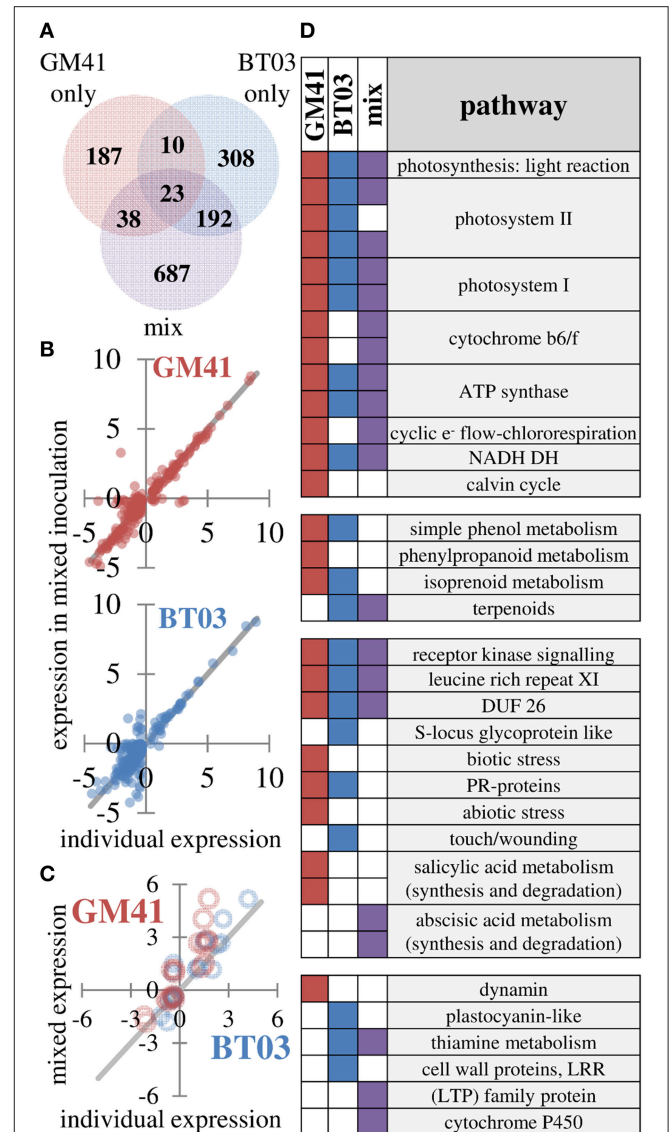 A
GM41
only
BT03
only
187
10
308
23
38
192
687
mix
B
expression in mixed inoculation
GM41
10
5
0
-5
-5
0
5
10
BT03
10
5
0
-5
-5
0
5
10
individual expression
C
mixed expression
GM41
BT03
6
3
0
-3
-6
-6
-3
0
3
6
individual expression
D
GM41
BT03
mix
pathway
photosynthesis: light reaction
photosystem II
photosystem I
cytochrome b6/f
ATP synthase
cyclic e- flow-chlororespiration
NADH DH
calvin cycle
simple phenol metabolism
phenylpropanoid metabolism
isoprenoid metabolism
terpenoids
receptor kinase signalling
leucine rich repeat XI
DUF 26
S-locus glycoprotein like
biotic stress
PR-proteins
abiotic stress
touch/wounding
salicylic acid metabolism
(synthesis and degradation)
abscisic acid metabolism
(synthesis and degradation)
dynamin
plastocyanin-like
thiamine metabolism
cell wall proteins, LRR
(LTP) family protein
cytochrome P450